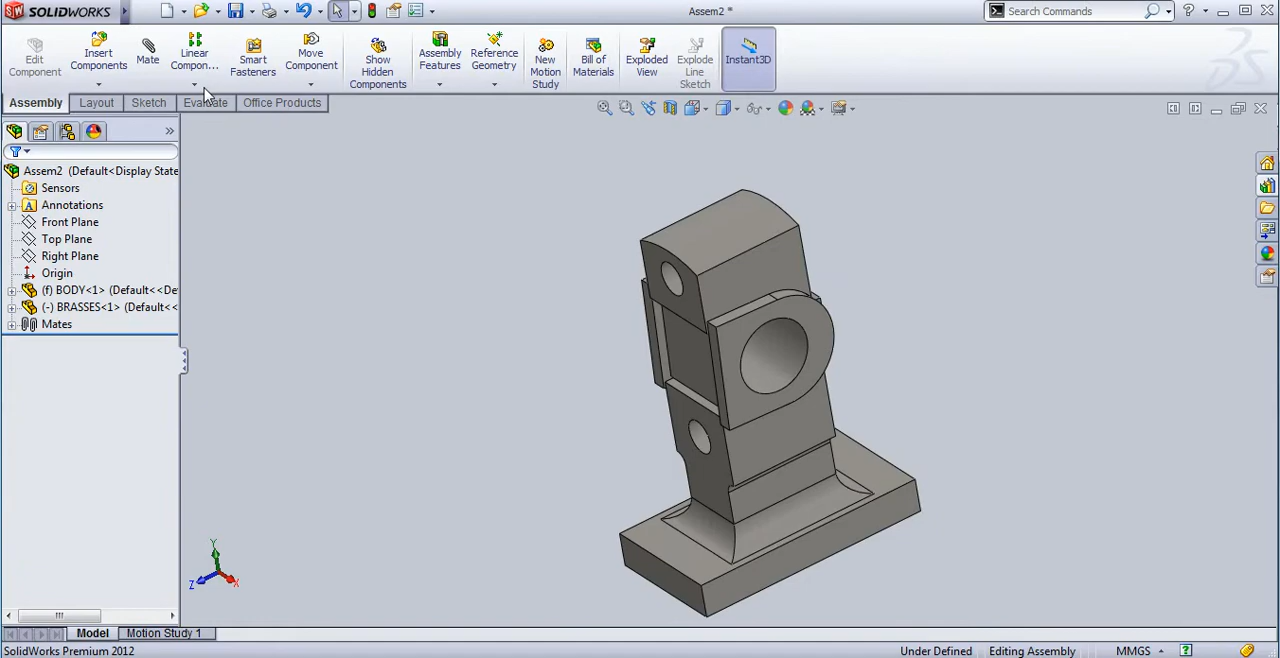 SW SOLIDWORKS
Assem2 *
Search Commands
?
Edit Component
Insert Components
Mate
Linear Compon...
Smart Fasteners
Move Component
Show Hidden Components
Assembly Features
Reference Geometry
New Motion Study
Bill of Materials
Exploded View
Explode Line Sketch
Instant3D
Assembly Layout Sketch Evaluate Office Products
Assem2 (Default<Display State
Sensors
A Annotations
Front Plane
Top Plane
Right Plane
Origin
(f) BODY<1> (Default<<De
(-) BRASSES<1> (Default<<
Mates
Y
Z X
Model Motion Study 1
SolidWorks Premium 2012 Under Defined Editing Assembly MMGS ?